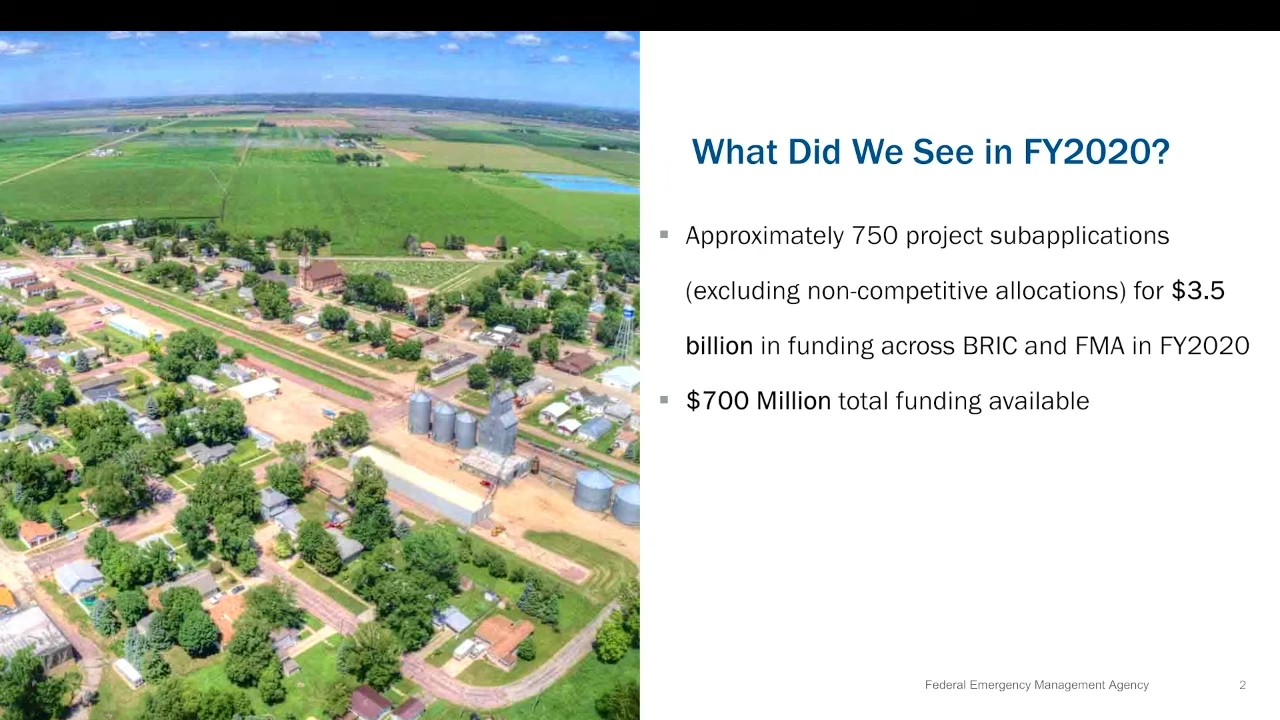 What Did We See in FY2020?
▪ Approximately 750 project subapplications
(excluding non-competitive allocations) for $3.5
billion in funding across BRIC and FMA in FY2020
▪ $700 Million total funding available
Federal Emergency Management Agency 2